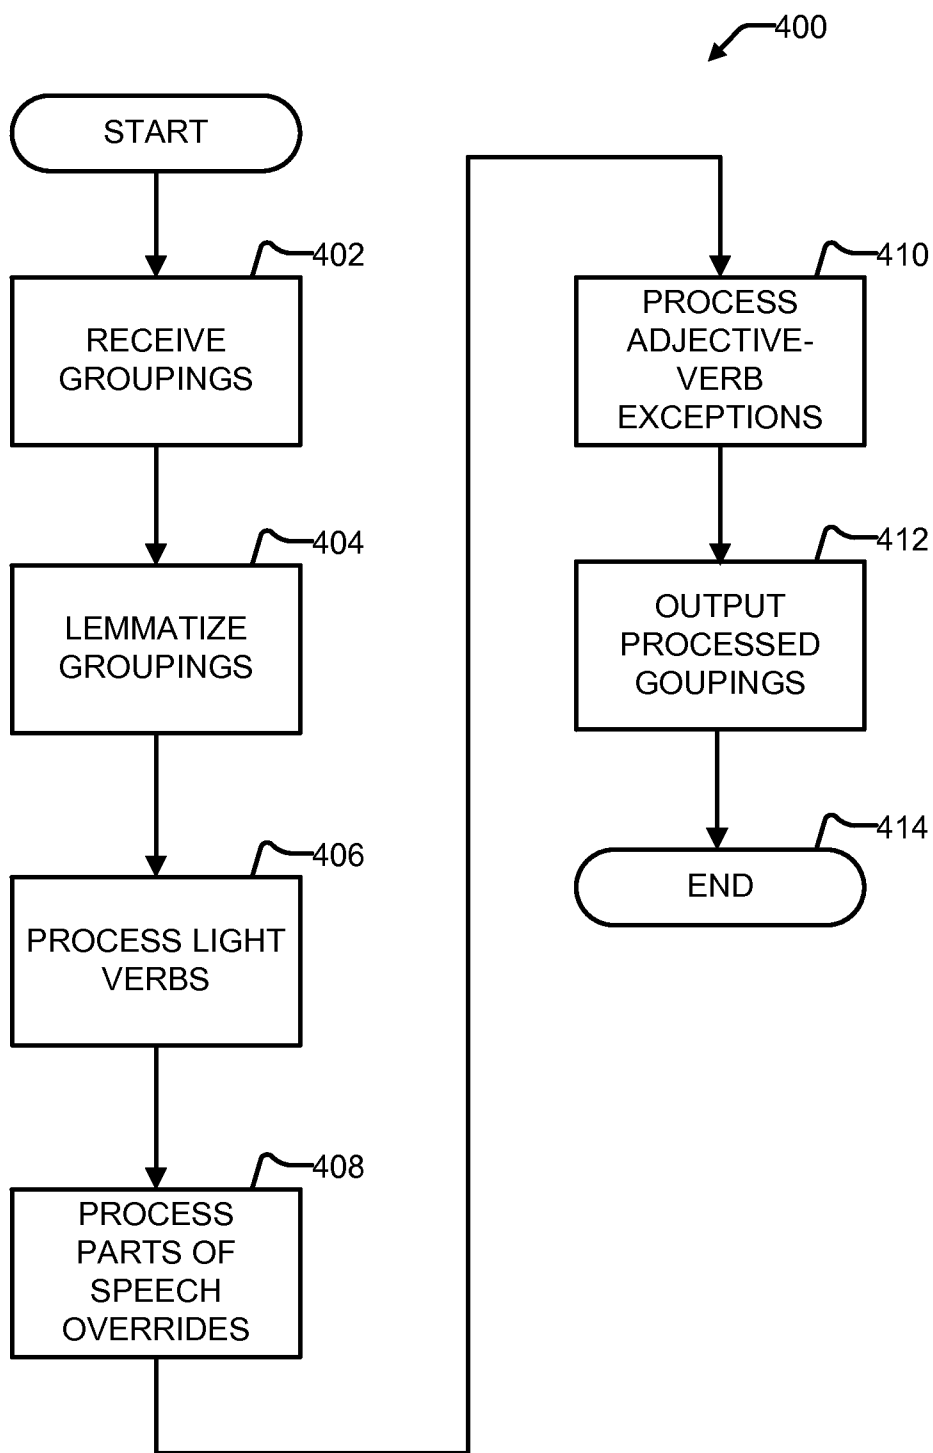 400
START
402
RECEIVE
GROUPINGS
404
LEMMATIZE
GROUPINGS
406
PROCESS LIGHT
VERBS
408
PROCESS
PARTS OF
SPEECH
OVERRIDES
410
PROCESS
ADJECTIVE-
VERB
EXCEPTIONS
412
OUTPUT
PROCESSED
GOUPINGS
414
END